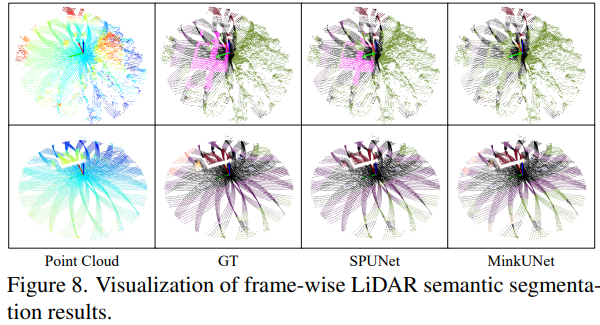 Point Cloud GT SPUNet MinkUNet
Figure 8. Visualization of frame-wise LiDAR semantic segmenta-
tion results.